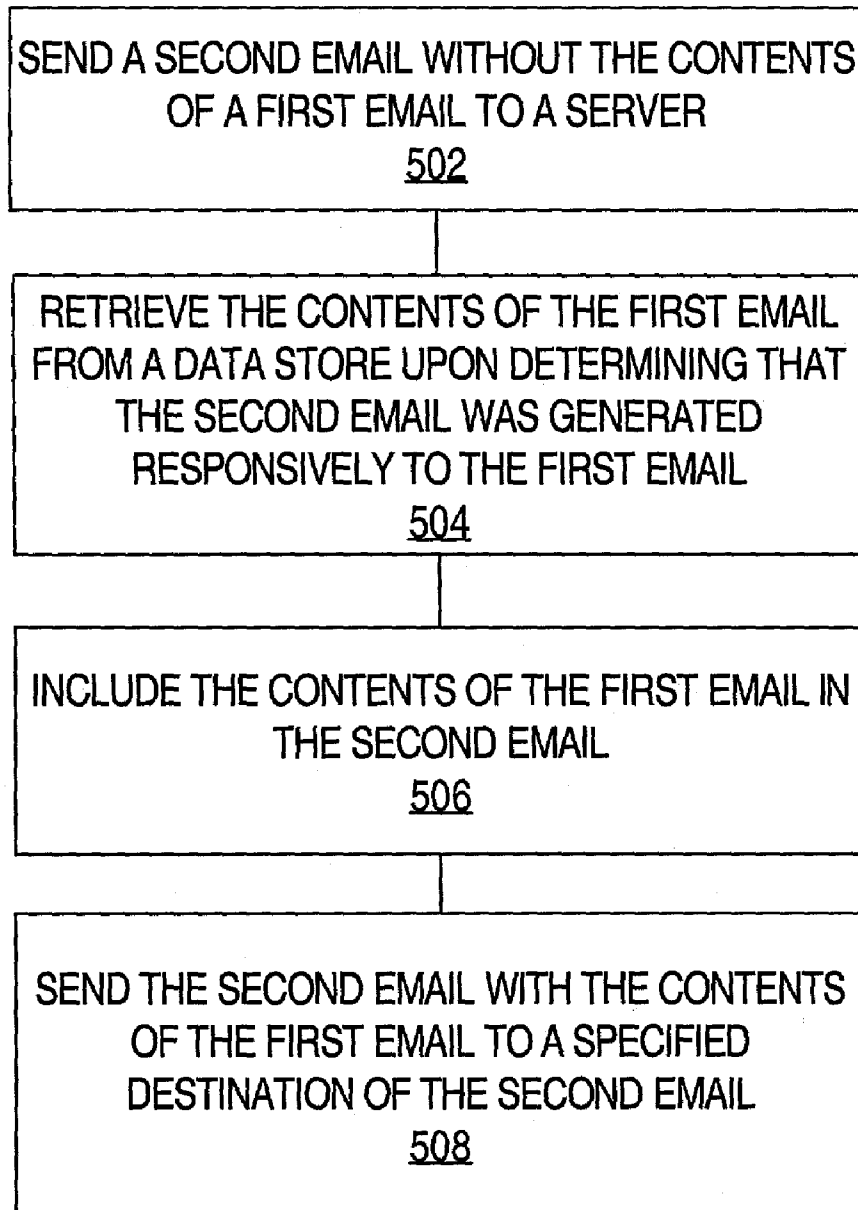 SEND A SECOND EMAIL WITHOUT THE CONTENTS
OF A FIRST EMAIL TO A SERVER
502
RETRIEVE THE CONTENTS OF THE FIRST EMAIL
FROM A DATA STORE UPON DETERMINING THAT
THE SECOND EMAIL WAS GENERATED
RESPONSIVELY TO THE FIRST EMAIL
504
INCLUDE THE CONTENTS OF THE FIRST EMAIL IN
THE SECOND EMAIL
506
SEND THE SECOND EMAIL WITH THE CONTENTS
OF THE FIRST EMAIL TO A SPECIFIED
DESTINATION OF THE SECOND EMAIL
508